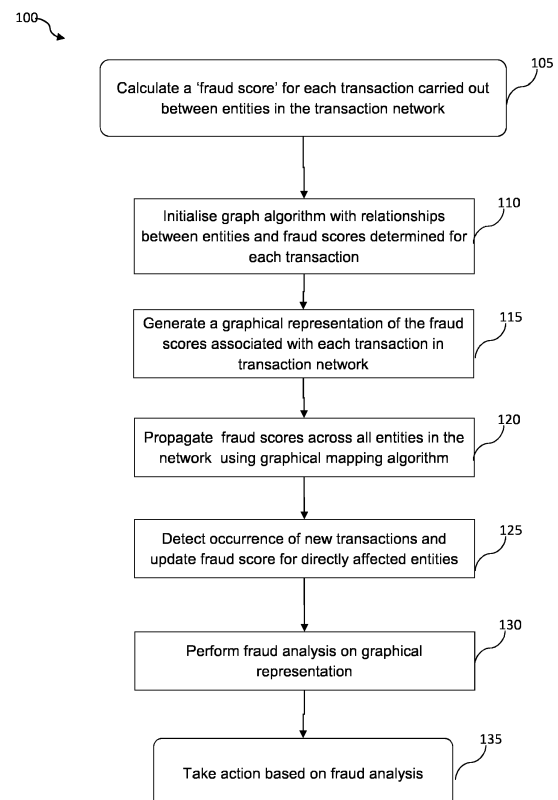 100
105
Calculate a ‘fraud score’ for each transaction carried out
between entities in the transaction network
110
Initialise graph algorithm with relationships
between entities and fraud scores determined for
each transaction
115
Generate a graphical representation of the fraud
scores associated with each transaction in
transaction network
120
Propagate fraud scores across all entities in the
network using graphical mapping algorithm
125
Detect occurrence of new transactions and
update fraud score for directly affected entities
130
Perform fraud analysis on graphical
representation
135
Take action based on fraud analysis